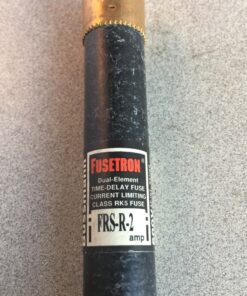 FUSETRON®
Dual-Element
TIME-DELAY FUSE
CURRENT LIMITING
CLASS RK5 FUSE
FRS-R-2
amp